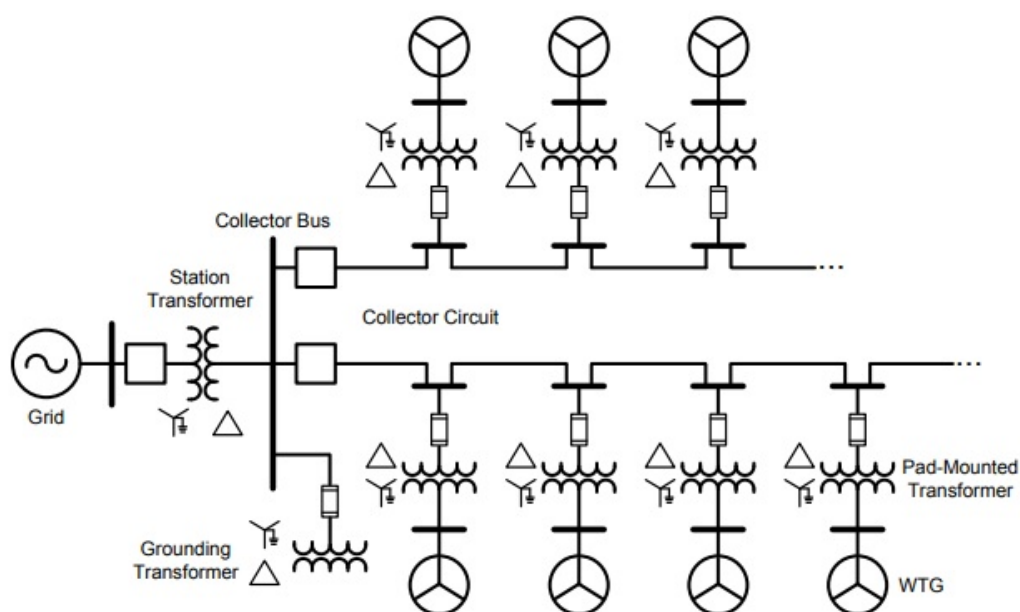 Collector Bus
Station
Transformer
Collector Circuit
Grid
Pad-Mounted
Transformer
Grounding
Transformer
WTG